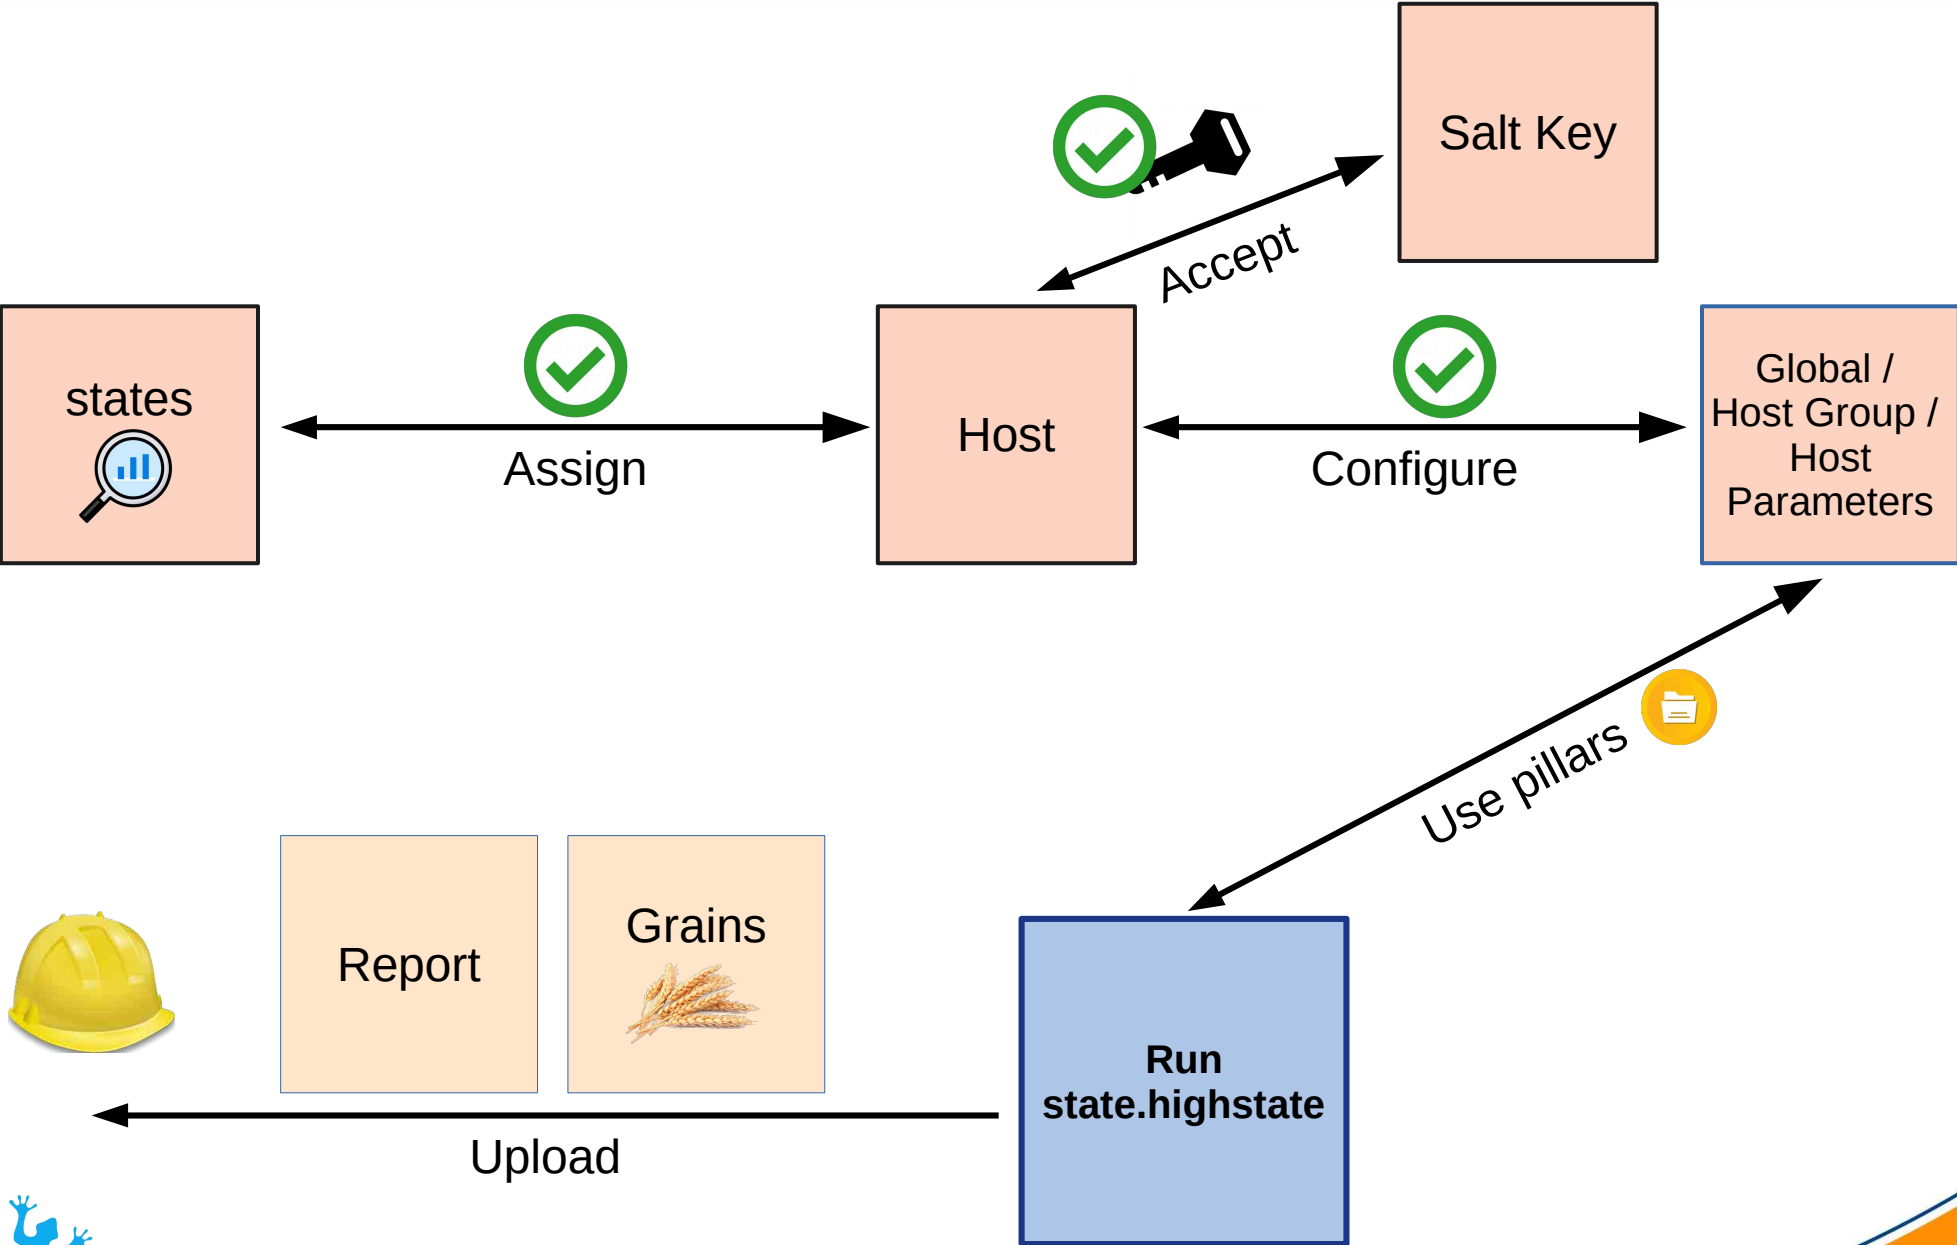 Salt Key
Accept
states
Assign
Host
Configure
Global /
Host Group /
Host
Parameters
Use pillars
Report
Grains
Run
state.highstate
Upload